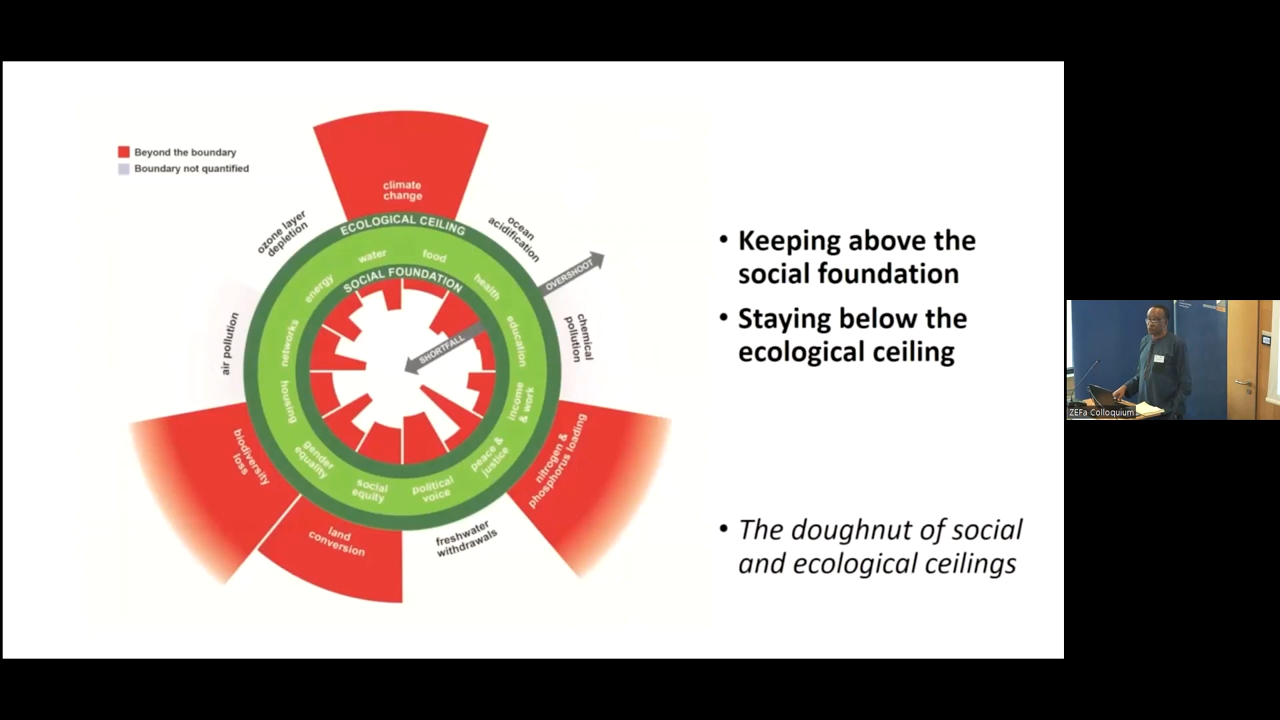 Beyond the boundary
Boundary not quantified
climate
change
ozone layer
depletion
ocean
acidification
ECOLOGICAL CEILING
water
food
energy
health
SOCIAL FOUNDATION
OVERSHOOT
SHORTFALL
air pollution
networks
education
chemical
pollution
housing
income
& work
biodiversity
loss
gender
equality
social
equity
political
voice
peace &
justice
nitrogen &
phosphorus loading
land
conversion
freshwater
withdrawals
• Keeping above the
social foundation
• Staying below the
ecological ceiling
• The doughnut of social
and ecological ceilings
ZEFa Colloquium